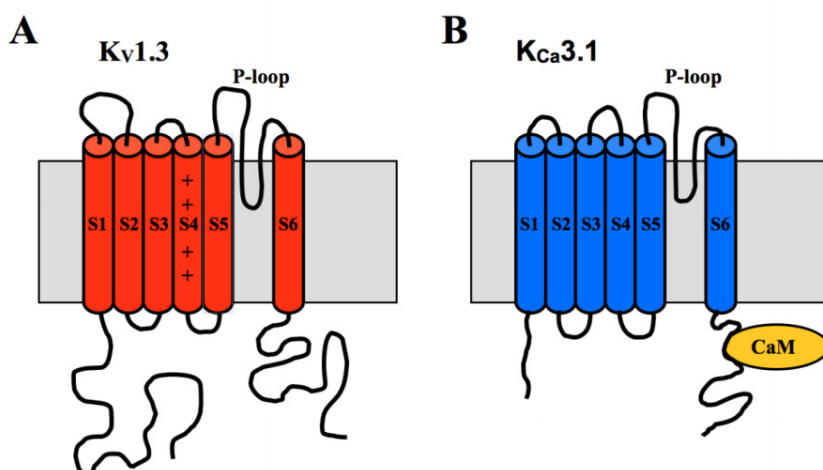 A
Kv1.3
P-loop
S1 S2 S3 S4 S5 S6
+
+
+
+
B
KCa3.1
P-loop
S1 S2 S3 S4 S5 S6
CaM